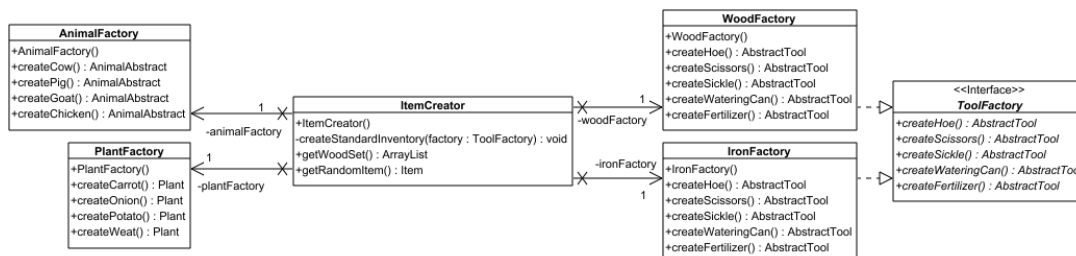 AnimalFactory
+AnimalFactory()
+createCow() : AnimalAbstract
+createPig() : AnimalAbstract
+createGoat() : AnimalAbstract
+createChicken() : AnimalAbstract
1
-animalFactory
PlantFactory
+PlantFactory()
+createCarrot() : Plant
+createOnion() : Plant
+createPotato() : Plant
+createWeat() : Plant
1
-plantFactory
ItemCreator
+ItemCreator()
-createStandardInventory(factory : ToolFactory) : void
+getWoodSet() : ArrayList
+getRandomItem() : Item
1
-woodFactory
-ironFactory
1
WoodFactory
+WoodFactory()
+createHoe() : AbstractTool
+createScissors() : AbstractTool
+createSickle() : AbstractTool
+createWateringCan() : AbstractTool
+createFertilizer() : AbstractTool
IronFactory
+IronFactory()
+createHoe() : AbstractTool
+createScissors() : AbstractTool
+createSickle() : AbstractTool
+createWateringCan() : AbstractTool
+createFertilizer() : AbstractTool
<<Interface>>
ToolFactory
+createHoe() : AbstractTool
+createScissors() : AbstractTool
+createSickle() : AbstractTool
+createWateringCan() : AbstractTool
+createFertilizer() : AbstractTool